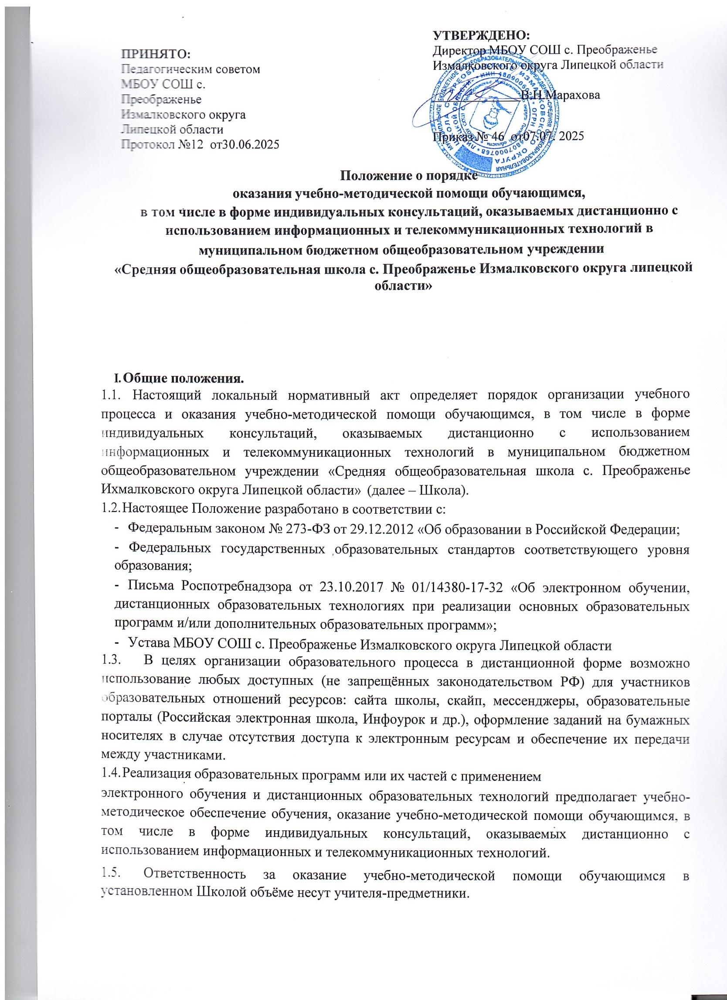 ПРИНЯТО:
Педагогическим советом
МБОУ СОШ с.
Преображенье
Измалковского округа
Липецкой области
Протокол №12 от30.06.2025
УТВЕРЖДЕНО:
Директор МБОУ СОШ с. Преображенье
Измалковского округа Липецкой области
В.Н.Марахова
Приказ № 46 от07.07. 2025
Положение о порядке
оказания учебно-методической помощи обучающимся,
в том числе в форме индивидуальных консультаций, оказываемых дистанционно с
использованием информационных и телекоммуникационных технологий в
муниципальном бюджетном общеобразовательном учреждении
«Средняя общеобразовательная школа с. Преображенье Измалковского округа липецкой
области»
I. Общие положения.
1.1. Настоящий локальный нормативный акт определяет порядок организации учебного
процесса и оказания учебно-методической помощи обучающимся, в том числе в форме
индивидуальных консультаций, оказываемых дистанционно с использованием
информационных и телекоммуникационных технологий в муниципальном бюджетном
общеобразовательном учреждении «Средняя общеобразовательная школа с. Преображенье
Ихмалковского округа Липецкой области» (далее – Школа).
1.2. Настоящее Положение разработано в соответствии с:
- Федеральным законом № 273-ФЗ от 29.12.2012 «Об образовании в Российской Федерации;
- Федеральных государственных образовательных стандартов соответствующего уровня
образования;
- Письма Роспотребнадзора от 23.10.2017 № 01/14380-17-32 «Об электронном обучении,
дистанционных образовательных технологиях при реализации основных образовательных
программ и/или дополнительных образовательных программ»;
- Устава МБОУ СОШ с. Преображенье Измалковского округа Липецкой области
1.3. В целях организации образовательного процесса в дистанционной форме возможно
использование любых доступных (не запрещённых законодательством РФ) для участников
образовательных отношений ресурсов: сайта школы, скайп, мессенджеры, образовательные
порталы (Российская электронная школа, Инфоурок и др.), оформление заданий на бумажных
носителях в случае отсутствия доступа к электронным ресурсам и обеспечение их передачи
между участниками.
1.4. Реализация образовательных программ или их частей с применением
электронного обучения и дистанционных образовательных технологий предполагает учебно-
методическое обеспечение обучения, оказание учебно-методической помощи обучающимся, в
том числе в форме индивидуальных консультаций, оказываемых дистанционно с
использованием информационных и телекоммуникационных технологий.
1.5. Ответственность за оказание учебно-методической помощи обучающимся в
установленном Школой объёме несут учителя-предметники.